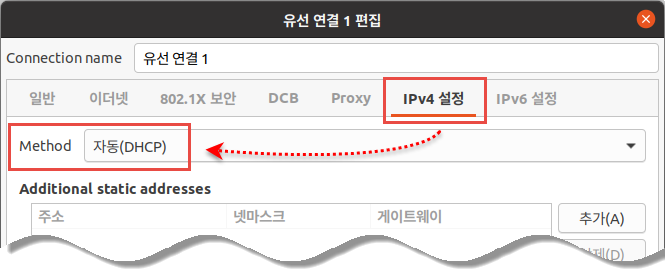 유선 연결 1 편집
Connection name 유선 연결 1
일반 이더넷 802.1X 보안 DCB Proxy IPv4 설정 IPv6 설정
Method 자동(DHCP)
Additional static addresses
주소 넷마스크 게이트웨이 추가(A)